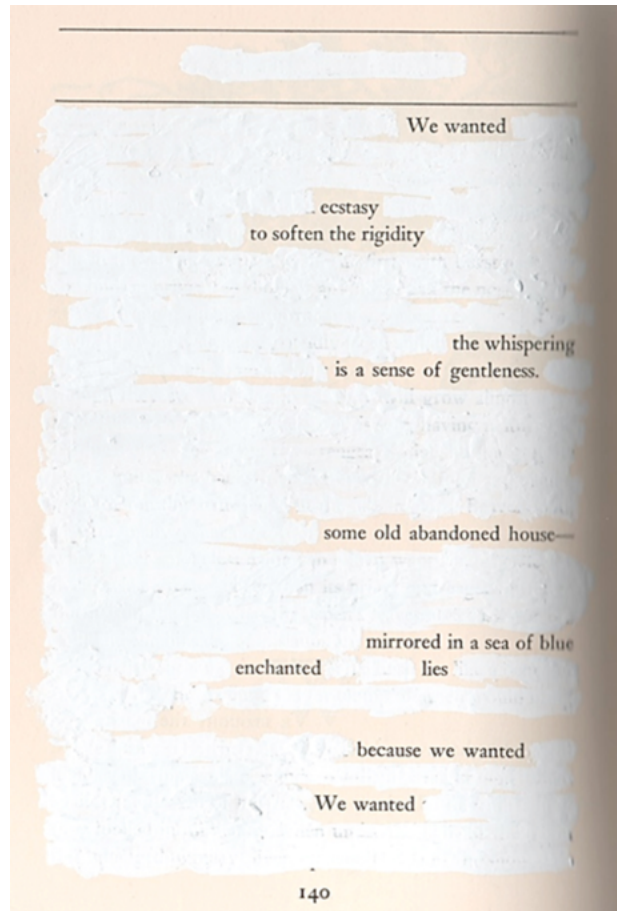 We wanted
ecstasy
to soften the rigidity
the whispering
is a sense of gentleness.
some old abandoned house—
mirrored in a sea of blue
enchanted lies
because we wanted
We wanted
140